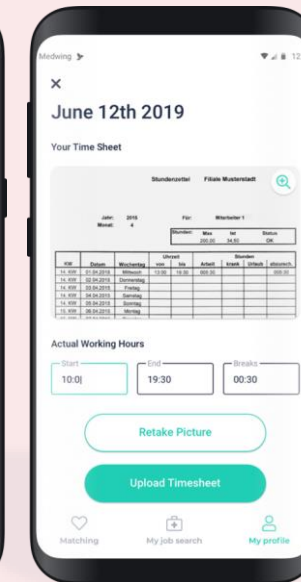 Medwing 12
June 12th 2019
Your Time Sheet
Stundenzettel Filiale Musterstadt
Jahr: 2015 Für: Mitarbeiter 1
Monat: 4
Stunden: Max Ist Status
200,00 34,50 OK
Uhrzeit Stunden
KW Datum Wochentag von bis Arbeit krank Urlaub
14. KW 01.04.2015 Mittwoch 13:00 19:30
14. KW 02.04.2015 Donnerstag
14. KW 03.04.2015 Freitag
14. KW 04.04.2015 Samstag
14. KW 05.04.2015 Sonntag
15. KW 06.04.2015 Montag
Actual Working Hours
Start End Breaks
10:0 19:30 00:30
Retake Picture
Upload Timesheet
Matching My job search My profile